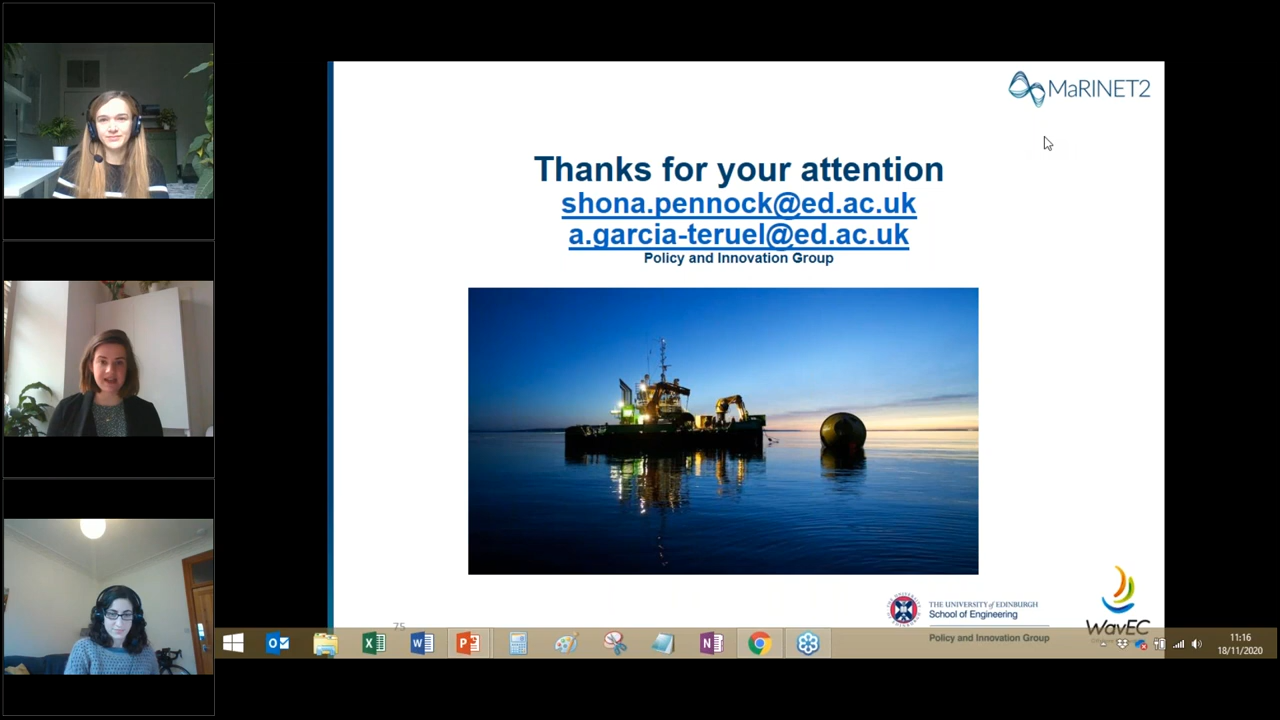 MaRINET2
Thanks for your attention
shona.pennock@ed.ac.uk
a.garcia-teruel@ed.ac.uk
Policy and Innovation Group
75
THE UNIVERSITY of EDINBURGH
School of Engineering
Policy and Innovation Group
WavEC
11:16
18/11/2020